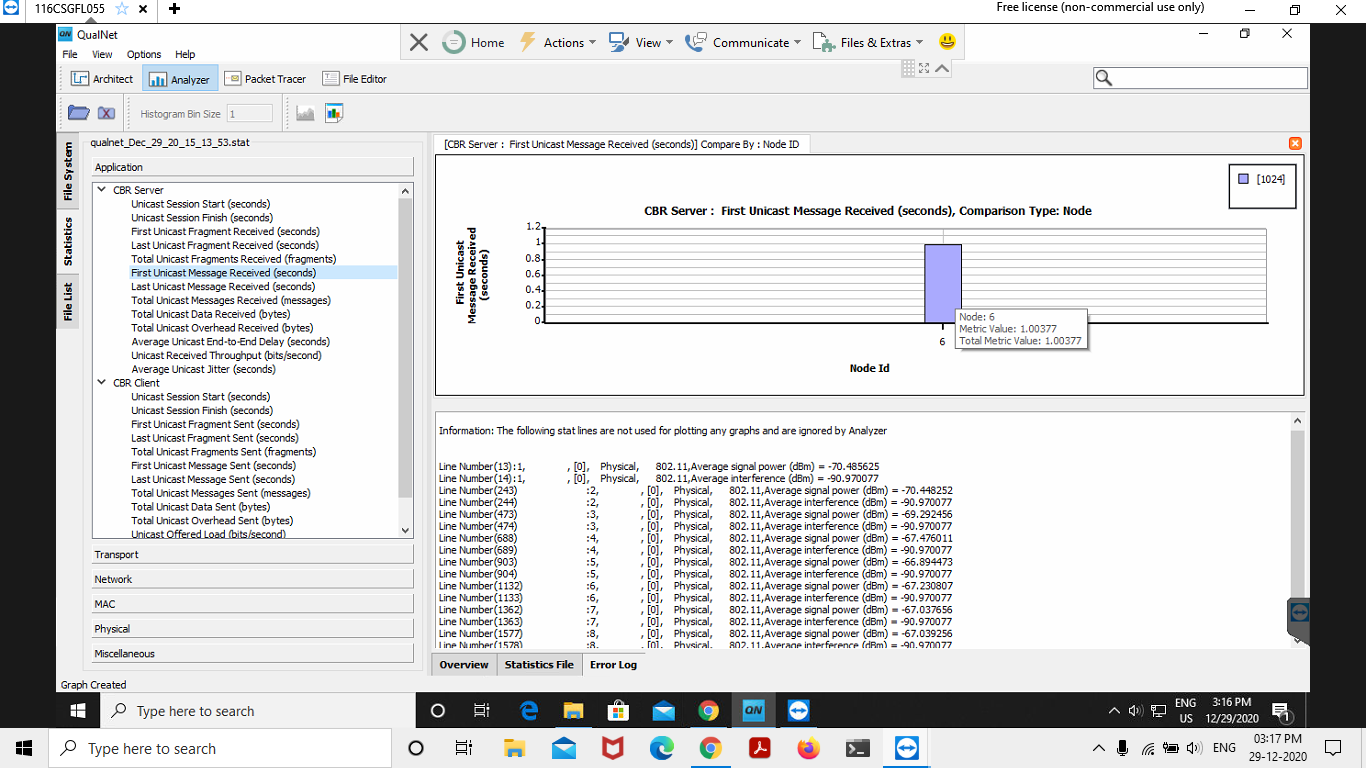 116CSGFL055
Free license (non-commercial use only)
QN QualNet
File View Options Help
Home Actions View Communicate Files & Extras
Architect Analyzer Packet Tracer File Editor
Histogram Bin Size 1
File System
Statistics
File List
qualnet_Dec_29_20_15_13_53.stat
Application
CBR Server
Unicast Session Start (seconds)
Unicast Session Finish (seconds)
First Unicast Fragment Received (seconds)
Last Unicast Fragment Received (seconds)
Total Unicast Fragments Received (fragments)
First Unicast Message Received (seconds)
Last Unicast Message Received (seconds)
Total Unicast Messages Received (messages)
Total Unicast Data Received (bytes)
Total Unicast Overhead Received (bytes)
Average Unicast End-to-End Delay (seconds)
Unicast Received Throughput (bits/second)
Average Unicast Jitter (seconds)
CBR Client
Unicast Session Start (seconds)
Unicast Session Finish (seconds)
First Unicast Fragment Sent (seconds)
Last Unicast Fragment Sent (seconds)
Total Unicast Fragments Sent (fragments)
First Unicast Message Sent (seconds)
Last Unicast Message Sent (seconds)
Total Unicast Messages Sent (messages)
Total Unicast Data Sent (bytes)
Total Unicast Overhead Sent (bytes)
Unicast Offered Load (bits/second)
Transport
Network
MAC
Physical
Miscellaneous
Graph Created
[CBR Server : First Unicast Message Received (seconds)] Compare By : Node ID
[1024]
CBR Server : First Unicast Message Received (seconds), Comparison Type: Node
First Unicast
Message Received
(seconds)
1.2
1
0.8
0.6
0.4
0.2
0
6
Node: 6
Metric Value: 1.00377
Total Metric Value: 1.00377
Node Id
Information: The following stat lines are not used for plotting any graphs and are ignored by Analyzer
Line Number(13):1, , [0], Physical, 802.11,Average signal power (dBm) = -70.485625
Line Number(14):1, , [0], Physical, 802.11,Average interference (dBm) = -90.970077
Line Number(243) :2, , [0], Physical, 802.11,Average signal power (dBm) = -70.448252
Line Number(244) :2, , [0], Physical, 802.11,Average interference (dBm) = -90.970077
Line Number(473) :3, , [0], Physical, 802.11,Average signal power (dBm) = -69.292456
Line Number(474) :3, , [0], Physical, 802.11,Average interference (dBm) = -90.970077
Line Number(688) :4, , [0], Physical, 802.11,Average signal power (dBm) = -67.476011
Line Number(689) :4, , [0], Physical, 802.11,Average interference (dBm) = -90.970077
Line Number(903) :5, , [0], Physical, 802.11,Average signal power (dBm) = -66.894473
Line Number(904) :5, , [0], Physical, 802.11,Average interference (dBm) = -90.970077
Line Number(1132) :6, , [0], Physical, 802.11,Average signal power (dBm) = -67.230807
Line Number(1133) :6, , [0], Physical, 802.11,Average interference (dBm) = -90.970077
Line Number(1362) :7, , [0], Physical, 802.11,Average signal power (dBm) = -67.037656
Line Number(1363) :7, , [0], Physical, 802.11,Average interference (dBm) = -90.970077
Line Number(1577) :8, , [0], Physical, 802.11,Average signal power (dBm) = -67.039256
Line Number(1578) :8, , [0], Physical, 802.11,Average interference (dBm) = -90.970077
Overview Statistics File Error Log
Type here to search
QN
ENG
US
3:16 PM
12/29/2020
1
Type here to search
ENG
03:17 PM
29-12-2020